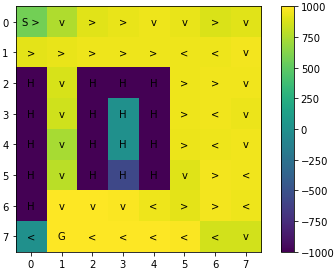 0 S > v > > v v > v 1000
1 > > > > > < < v 750
2 H v H H H > > v 500
3 H v H H H > < v 250
4 H v H H H > < v 0
5 H v H H H v > < -250
6 H v v v < > > < -500
7 < G < < < < < v -750
-1000
0 1 2 3 4 5 6 7